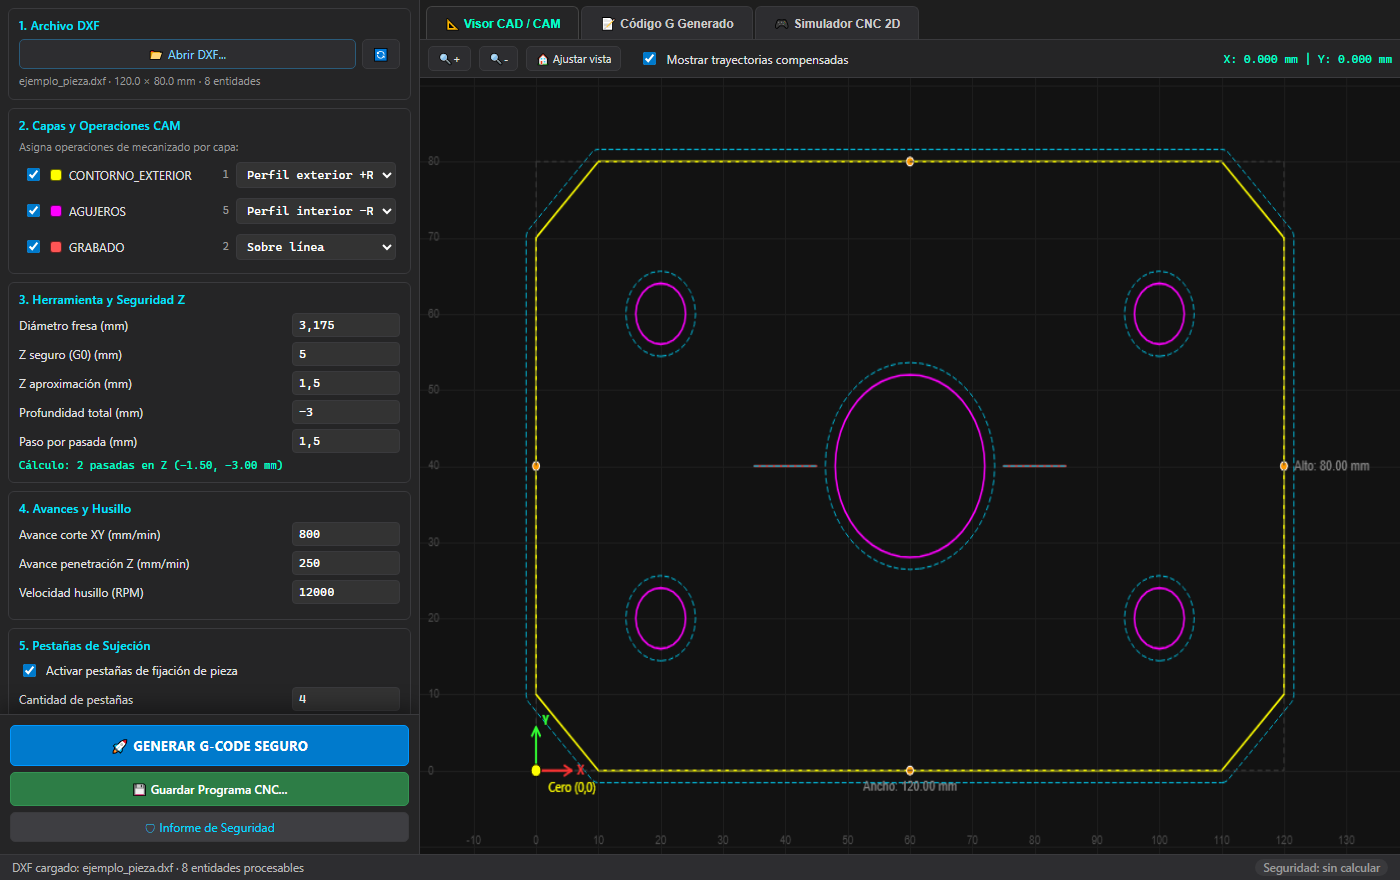 1. Archivo DXF
Abrir DXF...
ejemplo_pieza.dxf · 120.0 × 80.0 mm · 8 entidades
2. Capas y Operaciones CAM
Asigna operaciones de mecanizado por capa:
CONTORNO_EXTERIOR 1 Perfil exterior +R
AGUJEROS 5 Perfil interior −R
GRABADO 2 Sobre línea
3. Herramienta y Seguridad Z
Diámetro fresa (mm) 3,175
Z seguro (G0) (mm) 5
Z aproximación (mm) 1,5
Profundidad total (mm) −3
Paso por pasada (mm) 1,5
Cálculo: 2 pasadas en Z (−1.50, −3.00 mm)
4. Avances y Husillo
Avance corte XY (mm/min) 800
Avance penetración Z (mm/min) 250
Velocidad husillo (RPM) 12000
5. Pestañas de Sujeción
Activar pestañas de fijación de pieza
Cantidad de pestañas 4
GENERAR G-CODE SEGURO
Guardar Programa CNC...
Informe de Seguridad
Visor CAD / CAM Código G Generado Simulador CNC 2D
+ - Ajustar vista Mostrar trayectorias compensadas X: 0.000 mm | Y: 0.000 mm
80
70
60
50
40 Alto: 80.00 mm
30
20
10
Y
0 X
Cero (0,0) Ancho: 120.00 mm
-10 0 10 20 30 40 50 60 70 80 90 100 110 120 130
DXF cargado: ejemplo_pieza.dxf · 8 entidades procesables Seguridad: sin calcular